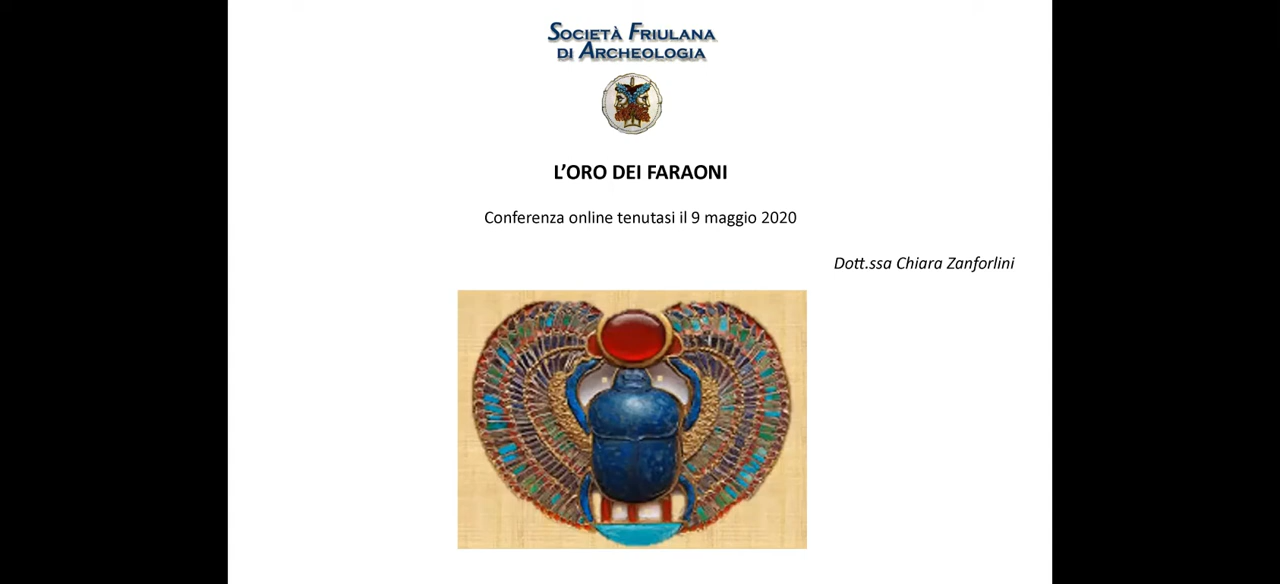 SOCIETÀ FRIULANA
DI ARCHEOLOGIA
L'ORO DEI FARAONI
Conferenza online tenutasi il 9 maggio 2020
Dott.ssa Chiara Zanforlini